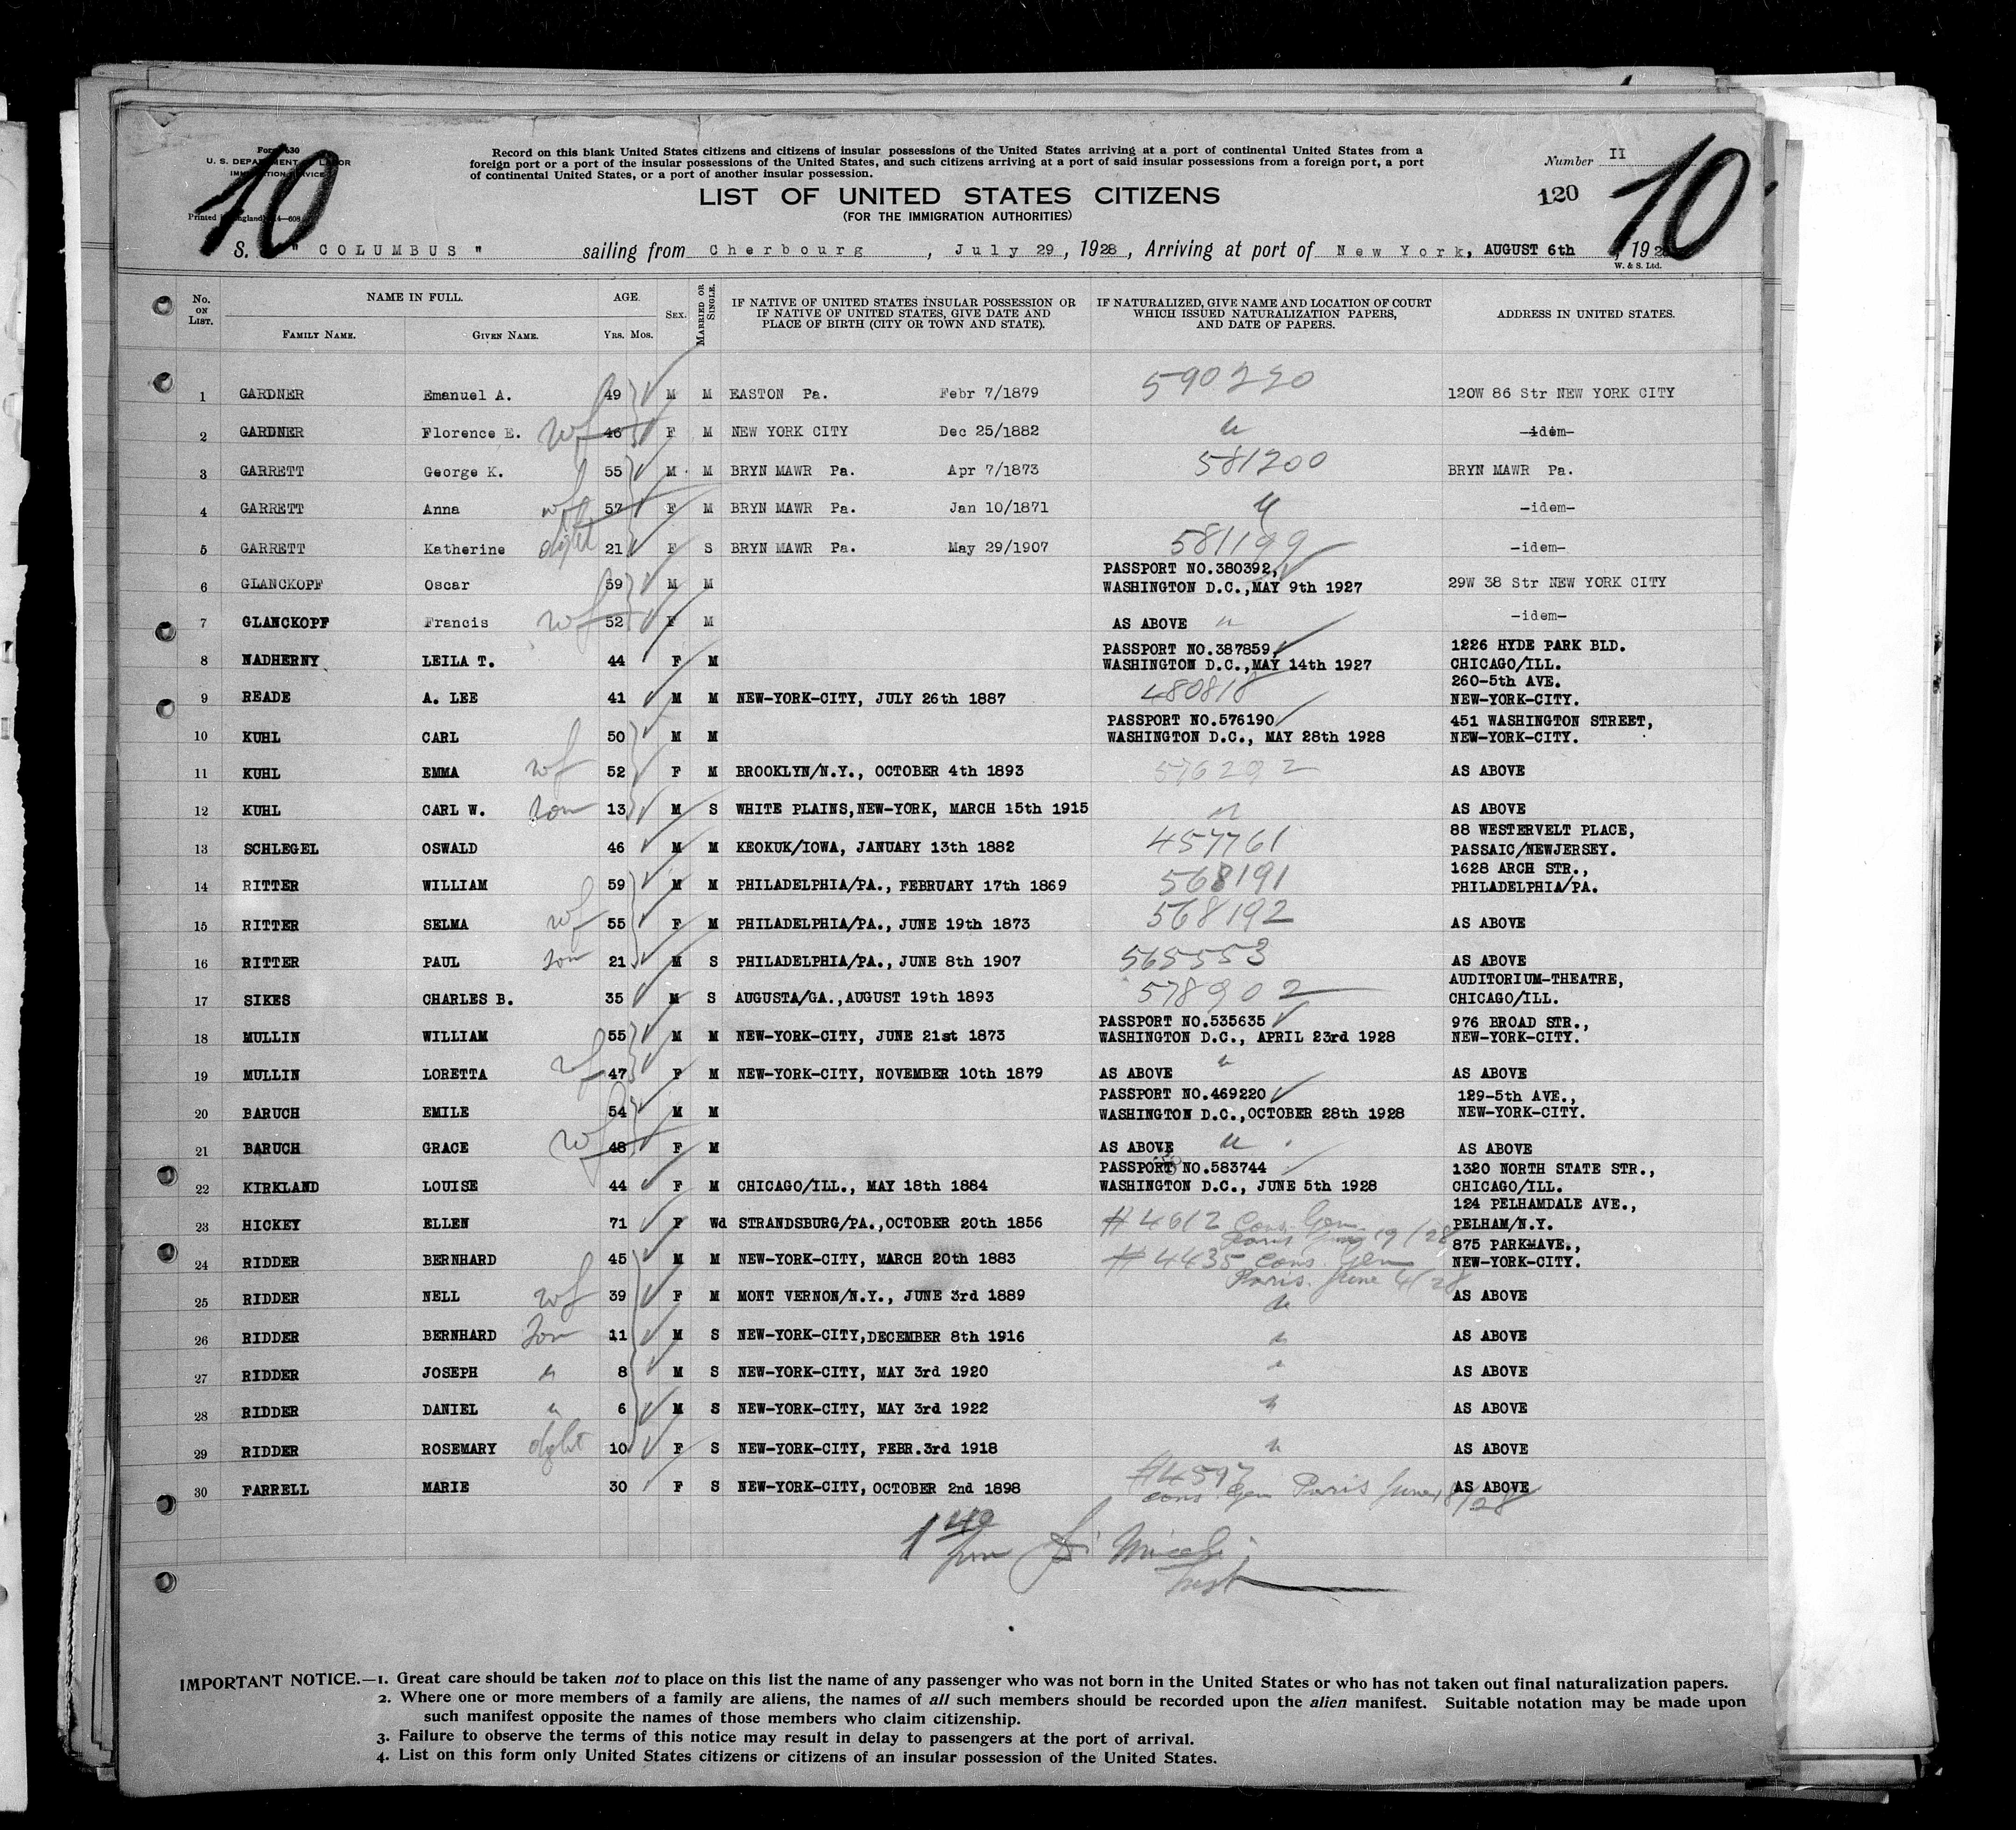 10
10
Form 630
U. S. DEPARTMENT OF LABOR
IMMIGRATION SERVICE
Record on this blank United States citizens and citizens of insular possessions of the United States arriving at a port of continental United States from a
foreign port or a port of the insular possessions of the United States, and such citizens arriving at a port of said insular possessions from a foreign port, a port
of continental United States, or a port of another insular possession.
Number II
LIST OF UNITED STATES CITIZENS
120
(FOR THE IMMIGRATION AUTHORITIES)
S. "COLUMBUS" sailing from Cherbourg, July 29, 1928, Arriving at port of New York, AUGUST 6th, 1928
W. & S. Ltd.
No. ON LIST. NAME IN FULL. AGE. SEX. MARRIED OR SINGLE. IF NATIVE OF UNITED STATES INSULAR POSSESSION OR IF NATIVE OF UNITED STATES, GIVE DATE AND PLACE OF BIRTH (CITY OR TOWN AND STATE). IF NATURALIZED, GIVE NAME AND LOCATION OF COURT WHICH ISSUED NATURALIZATION PAPERS, AND DATE OF PAPERS. ADDRESS IN UNITED STATES.
FAMILY NAME. GIVEN NAME. YRS. MOS.
1 GARDNER Emanuel A. 49 M M EASTON Pa. Febr 7/1879 590220 120W 86 Str NEW YORK CITY
2 GARDNER Florence E. wf 46 F M NEW YORK CITY Dec 25/1882 " -idem-
3 GARRETT George K. 55 M M BRYN MAWR Pa. Apr 7/1873 581200 BRYN MAWR Pa.
4 GARRETT Anna wf 57 F M BRYN MAWR Pa. Jan 10/1871 " -idem-
5 GARRETT Katherine dght 21 F S BRYN MAWR Pa. May 29/1907 581199 -idem-
6 GLANCKOPF Oscar 59 M M PASSPORT NO.380392, WASHINGTON D.C.,MAY 9th 1927 29W 38 Str NEW YORK CITY
7 GLANCKOPF Francis wf 52 F M AS ABOVE " -idem-
8 NADHERNY LEILA T. 44 F M PASSPORT NO.387859, WASHINGTON D.C.,MAY 14th 1927 1226 HYDE PARK BLD. CHICAGO/ILL.
9 READE A. LEE 41 M M NEW-YORK-CITY, JULY 26th 1887 480818 260-5th AVE. NEW-YORK-CITY.
10 KUHL CARL 50 M M PASSPORT NO.576190 WASHINGTON D.C., MAY 28th 1928 451 WASHINGTON STREET, NEW-YORK-CITY.
11 KUHL EMMA wf 52 F M BROOKLYN/N.Y., OCTOBER 4th 1893 576292 AS ABOVE
12 KUHL CARL W. son 13 M S WHITE PLAINS,NEW-YORK, MARCH 15th 1915 " AS ABOVE
13 SCHLEGEL OSWALD 46 M M KEOKUK/IOWA, JANUARY 13th 1882 457761 88 WESTERVELT PLACE, PASSAIC/NEWJERSEY.
14 RITTER WILLIAM 59 M M PHILADELPHIA/PA., FEBRUARY 17th 1869 568191 1628 ARCH STR., PHILADELPHIA/PA.
15 RITTER SELMA wf 55 F M PHILADELPHIA/PA., JUNE 19th 1873 568192 AS ABOVE
16 RITTER PAUL son 21 M S PHILADELPHIA/PA., JUNE 8th 1907 565553 AS ABOVE
17 SIKES CHARLES B. 35 M S AUGUSTA/GA.,AUGUST 19th 1893 578902 AUDITORIUM-THEATRE, CHICAGO/ILL.
18 MULLIN WILLIAM 55 M M NEW-YORK-CITY, JUNE 21st 1873 PASSPORT NO.535635 WASHINGTON D.C., APRIL 23rd 1928 976 BROAD STR., NEW-YORK-CITY.
19 MULLIN LORETTA wf 47 F M NEW-YORK-CITY, NOVEMBER 10th 1879 AS ABOVE " AS ABOVE
20 BARUCH EMILE 54 M M PASSPORT NO.469220 WASHINGTON D.C.,OCTOBER 28th 1928 129-5th AVE., NEW-YORK-CITY.
21 BARUCH GRACE wf 48 F M AS ABOVE " AS ABOVE
22 KIRKLAND LOUISE 44 F M CHICAGO/ILL., MAY 18th 1884 PASSPORT NO.583744 WASHINGTON D.C., JUNE 5th 1928 1320 NORTH STATE STR., CHICAGO/ILL.
23 HICKEY ELLEN 71 F Wd STRANDSBURG/PA.,OCTOBER 20th 1856 #4612 Cons. Gen Paris 19/28 124 PELHAMDALE AVE., PELHAM/N.Y.
24 RIDDER BERNHARD 45 M M NEW-YORK-CITY, MARCH 20th 1883 #4435 Cons. Gen Paris. June 4/28 875 PARK-AVE., NEW-YORK-CITY.
25 RIDDER NELL wf 39 F M MONT VERNON/N.Y., JUNE 3rd 1889 " AS ABOVE
26 RIDDER BERNHARD son 11 M S NEW-YORK-CITY,DECEMBER 8th 1916 " AS ABOVE
27 RIDDER JOSEPH " 8 M S NEW-YORK-CITY, MAY 3rd 1920 " AS ABOVE
28 RIDDER DANIEL " 6 M S NEW-YORK-CITY, MAY 3rd 1922 " AS ABOVE
29 RIDDER ROSEMARY dght 10 F S NEW-YORK-CITY, FEBR.3rd 1918 " AS ABOVE
30 FARRELL MARIE 30 F S NEW-YORK-CITY, OCTOBER 2nd 1898 #4597 Cons. Gen Paris June 18/28 AS ABOVE
IMPORTANT NOTICE.—1. Great care should be taken not to place on this list the name of any passenger who was not born in the United States or who has not taken out final naturalization papers.
2. Where one or more members of a family are aliens, the names of all such members should be recorded upon the alien manifest. Suitable notation may be made upon
such manifest opposite the names of those members who claim citizenship.
3. Failure to observe the terms of this notice may result in delay to passengers at the port of arrival.
4. List on this form only United States citizens or citizens of an insular possession of the United States.